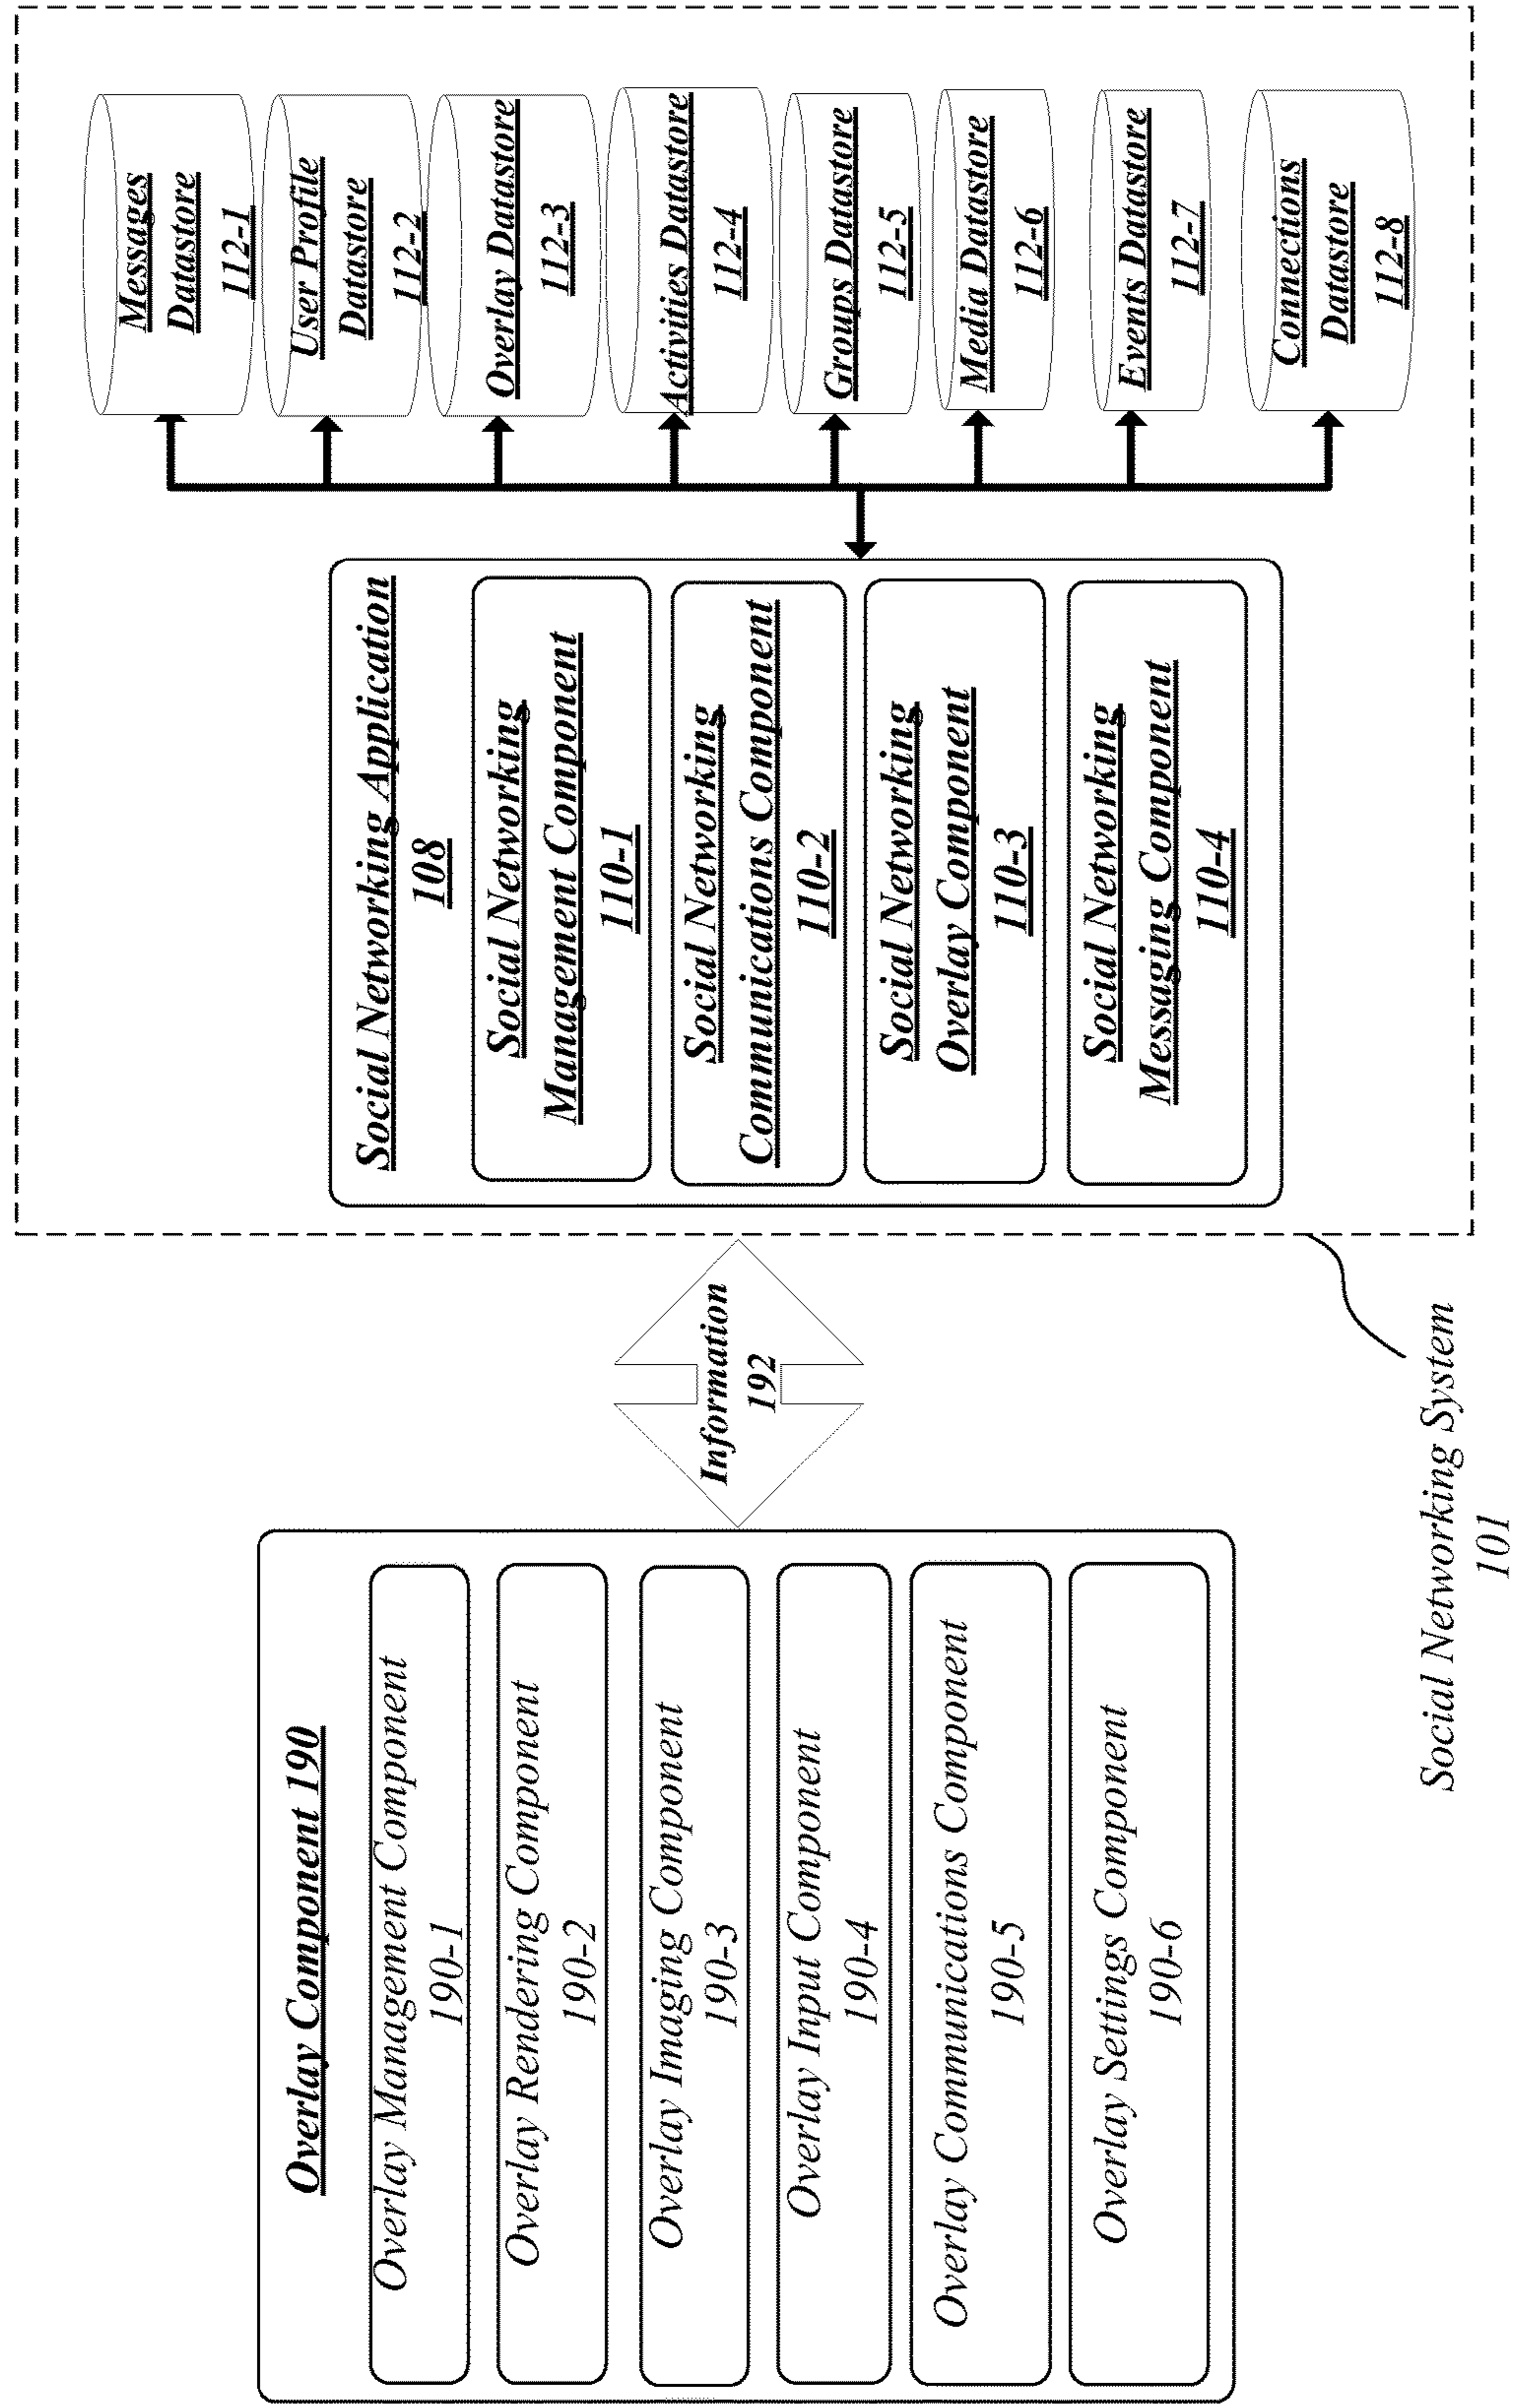 Overlay Component 190
Overlay Management Component
190-1
Overlay Rendering Component
190-2
Overlay Imaging Component
190-3
Overlay Input Component
190-4
Overlay Communications Component
190-5
Overlay Settings Component
190-6
Information
192
Social Networking Application
108
Social Networking
Management Component
110-1
Social Networking
Communications Component
110-2
Social Networking
Overlay Component
110-3
Social Networking
Messaging Component
110-4
Messages
Datastore
112-1
User Profile
Datastore
112-2
Overlay Datastore
112-3
Activities Datastore
112-4
Groups Datastore
112-5
Media Datastore
112-6
Events Datastore
112-7
Connections
Datastore
112-8
Social Networking System
101